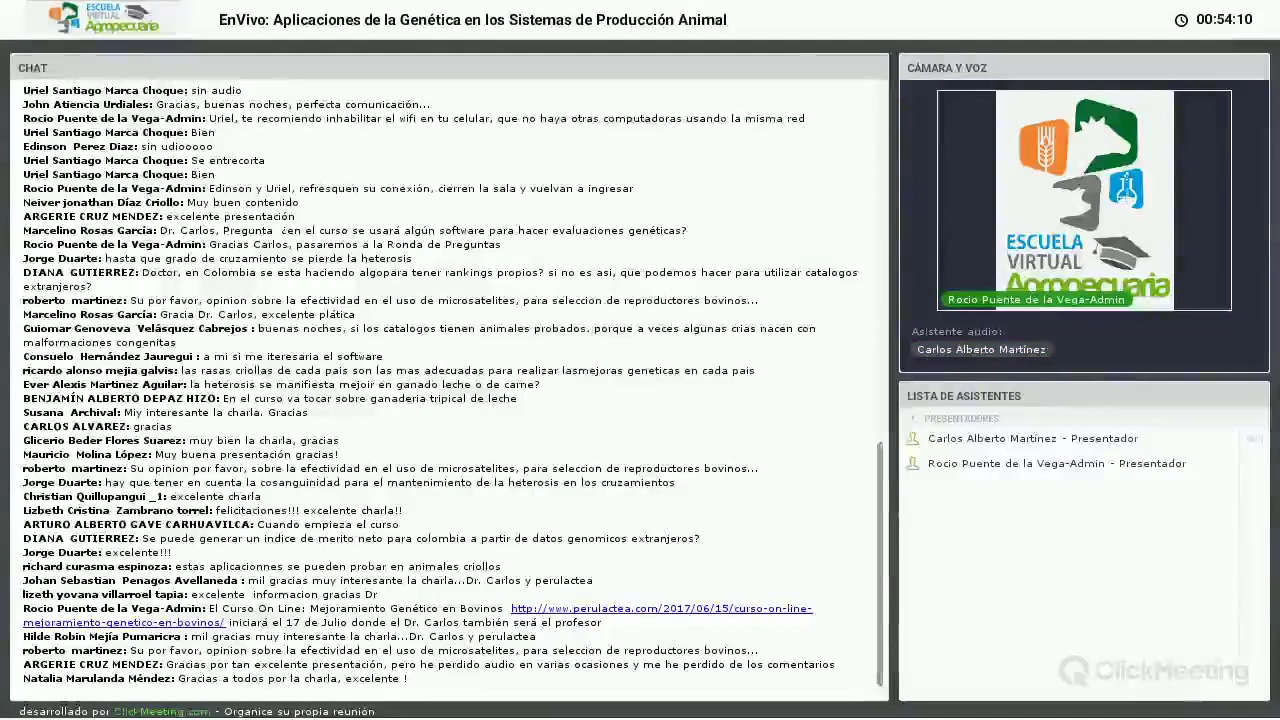 ESCUELA
VIRTUAL
Agropecuaria
EnVivo: Aplicaciones de la Genética en los Sistemas de Producción Animal
00:54:10
CHAT
Uriel Santiago Marca Choque: sin audio
John Atiencia Urdiales: Gracias, buenas noches, perfecta comunicación...
Rocio Puente de la Vega-Admin: Uriel, te recomiendo inhabilitar el wifi en tu celular, que no haya otras computadoras usando la misma red
Uriel Santiago Marca Choque: Bien
Edinson Perez Diaz: sin udiooooo
Uriel Santiago Marca Choque: Se entrecorta
Uriel Santiago Marca Choque: Bien
Rocio Puente de la Vega-Admin: Edinson y Uriel, refresquen su conexión, cierren la sala y vuelvan a ingresar
Neiver jonathan Díaz Criollo: Muy buen contenido
ARGERIE CRUZ MENDEZ: excelente presentación
Marcelino Rosas García: Dr. Carlos, Pregunta ¿en el curso se usará algún software para hacer evaluaciones genéticas?
Rocio Puente de la Vega-Admin: Gracias Carlos, pasaremos a la Ronda de Preguntas
Jorge Duarte: hasta que grado de cruzamiento se pierde la heterosis
DIANA GUTIERREZ: Doctor, en Colombia se esta haciendo algopara tener rankings propios? si no es asi, que podemos hacer para utilizar catalogos
extranjeros?
roberto martinez: Su por favor, opinion sobre la efectividad en el uso de microsatelites, para seleccion de reproductores bovinos...
Marcelino Rosas García: Gracia Dr. Carlos, excelente plática
Guiomar Genoveva Velásquez Cabrejos : buenas noches, si los catalogos tienen animales probados, porque a veces algunas crias nacen con
malformaciones congenitas
Consuelo Hernández Jauregui : a mi si me iteresaria el software
ricardo alonso mejia galvis: las rasas criollas de cada pais son las mas adecuadas para realizar lasmejoras geneticas en cada pais
Ever Alexis Martinez Aguilar: la heterosis se manifiesta mejoir en ganado leche o de carne?
BENJAMÍN ALBERTO DEPAZ HIZO: En el curso va tocar sobre ganaderia tripical de leche
Susana Archival: Miy interesante la charla. Gracias
CARLOS ALVAREZ: gracias
Glicerio Beder Flores Suarez: muy bien la charla, gracias
Mauricio Molina López: Muy buena presentación gracias!
roberto martinez: Su opinion por favor, sobre la efectividad en el uso de microsatelites, para seleccion de reproductores bovinos...
Jorge Duarte: hay que tener en cuenta la cosanguinidad para el mantenimiento de la heterosis en los cruzamientos
Christian Quillupangui _1: excelente charla
Lizbeth Cristina Zambrano torrel: felicitaciones!!! excelente charla!!
ARTURO ALBERTO GAVE CARHUAVILCA: Cuando empieza el curso
DIANA GUTIERREZ: Se puede generar un indice de merito neto para colombia a partir de datos genomicos extranjeros?
Jorge Duarte: excelente!!!
richard curasma espinoza: estas aplicacionnes se pueden probar en animales criollos
Johan Sebastian Penagos Avellaneda : mil gracias muy interesante la charla...Dr. Carlos y perulactea
lizeth yovana villarroel tapia: excelente informacion gracias Dr
Rocio Puente de la Vega-Admin: El Curso On Line: Mejoramiento Genético en Bovinos http://www.perulactea.com/2017/06/15/curso-on-line-
mejoramiento-genetico-en-bovinos/ iniciará el 17 de Julio donde el Dr. Carlos también será el profesor
Hilde Robin Mejía Pumaricra : mil gracias muy interesante la charla...Dr. Carlos y perulactea
roberto martinez: Su por favor, opinion sobre la efectividad en el uso de microsatelites, para seleccion de reproductores bovinos...
ARGERIE CRUZ MENDEZ: Gracias por tan excelente presentación, pero he perdido audio en varias ocasiones y me he perdido de los comentarios
Natalia Marulanda Méndez: Gracias a todos por la charla, excelente !
desarrollado por ClickMeeting.com - Organice su propia reunión
CÁMARA Y VOZ
ESCUELA
VIRTUAL
Agropecuaria
Rocio Puente de la Vega-Admin
Asistente audio:
Carlos Alberto Martínez
LISTA DE ASISTENTES
PRESENTADORES
Carlos Alberto Martínez - Presentador
Rocio Puente de la Vega-Admin - Presentador
ClickMeeting